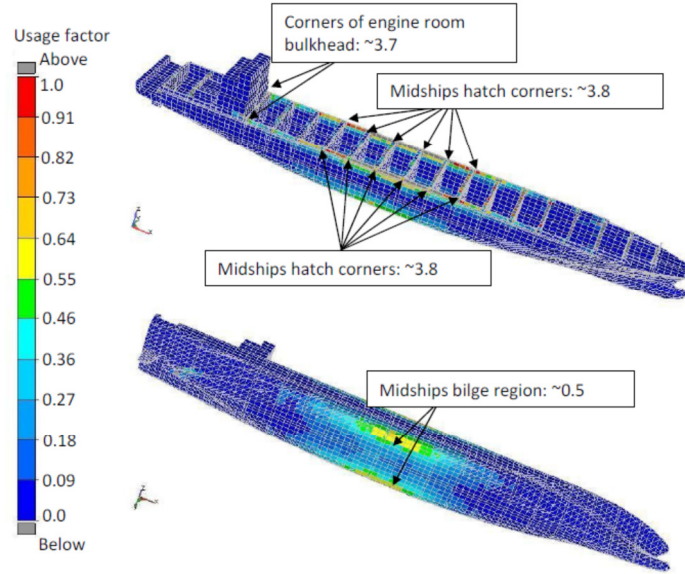 Usage factor
Above
1.0
0.91
0.82
0.73
0.64
0.55
0.46
0.36
0.27
0.18
0.09
0.0
Below
Corners of engine room
bulkhead: ~3.7
Midships hatch corners: ~3.8
Midships hatch corners: ~3.8
Midships bilge region: ~0.5